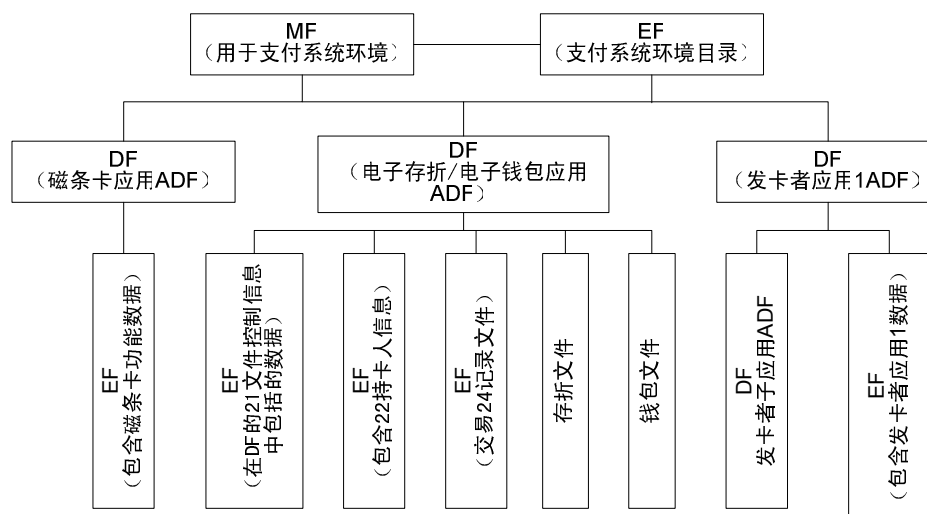 MF
（用于支付系统环境）
EF
（支付系统环境目录）
DF
（磁条卡应用ADF）
DF
（电子存折/电子钱包应用
ADF）
DF
（发卡者应用1ADF）
EF
（包含磁条卡功能数据）
EF
（在DF的21文件控制信息
中包括的数据）
EF
（包含22持卡人信息）
EF
（交易24记录文件）
存折文件
钱包文件
DF
发卡者子应用ADF
EF
（包含发卡者应用1数据）